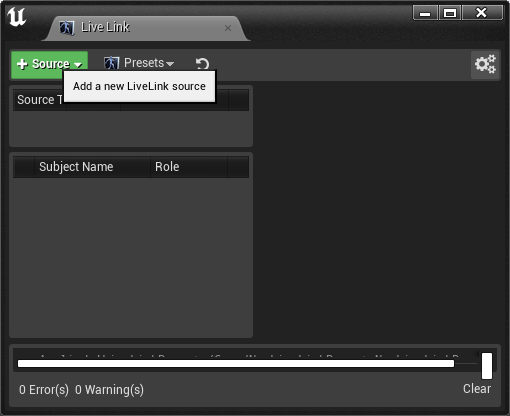 Live Link
Source
Presets
Add a new LiveLink source
Source T
Subject Name Role
0 Error(s) 0 Warning(s)
Clear